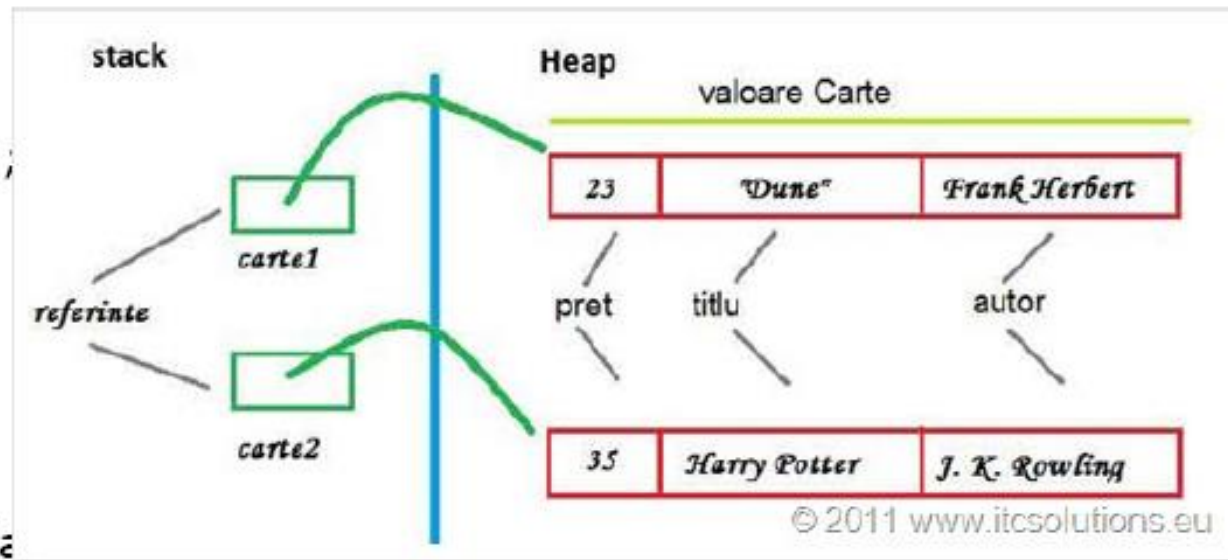 stack Heap
valoare Carte
23 "Dune" Frank Herbert
carte1
referinte pret titlu autor
carte2
35 Harry Potter J. K. Rowling
© 2011 www.itcsolutions.eu